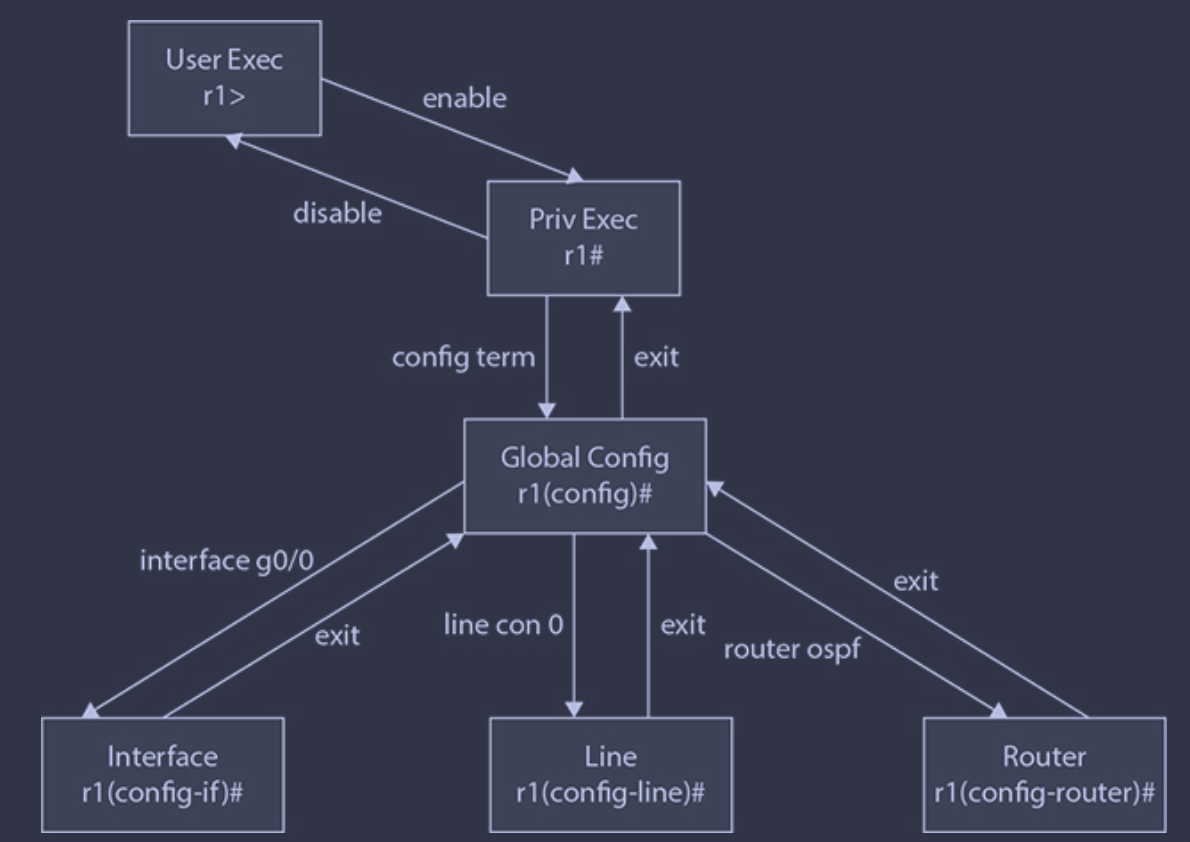 User Exec
r1>
enable
disable
Priv Exec
r1#
config term
exit
Global Config
r1(config)#
interface g0/0
exit
line con 0
exit
router ospf
exit
Interface
r1(config-if)#
Line
r1(config-line)#
Router
r1(config-router)#